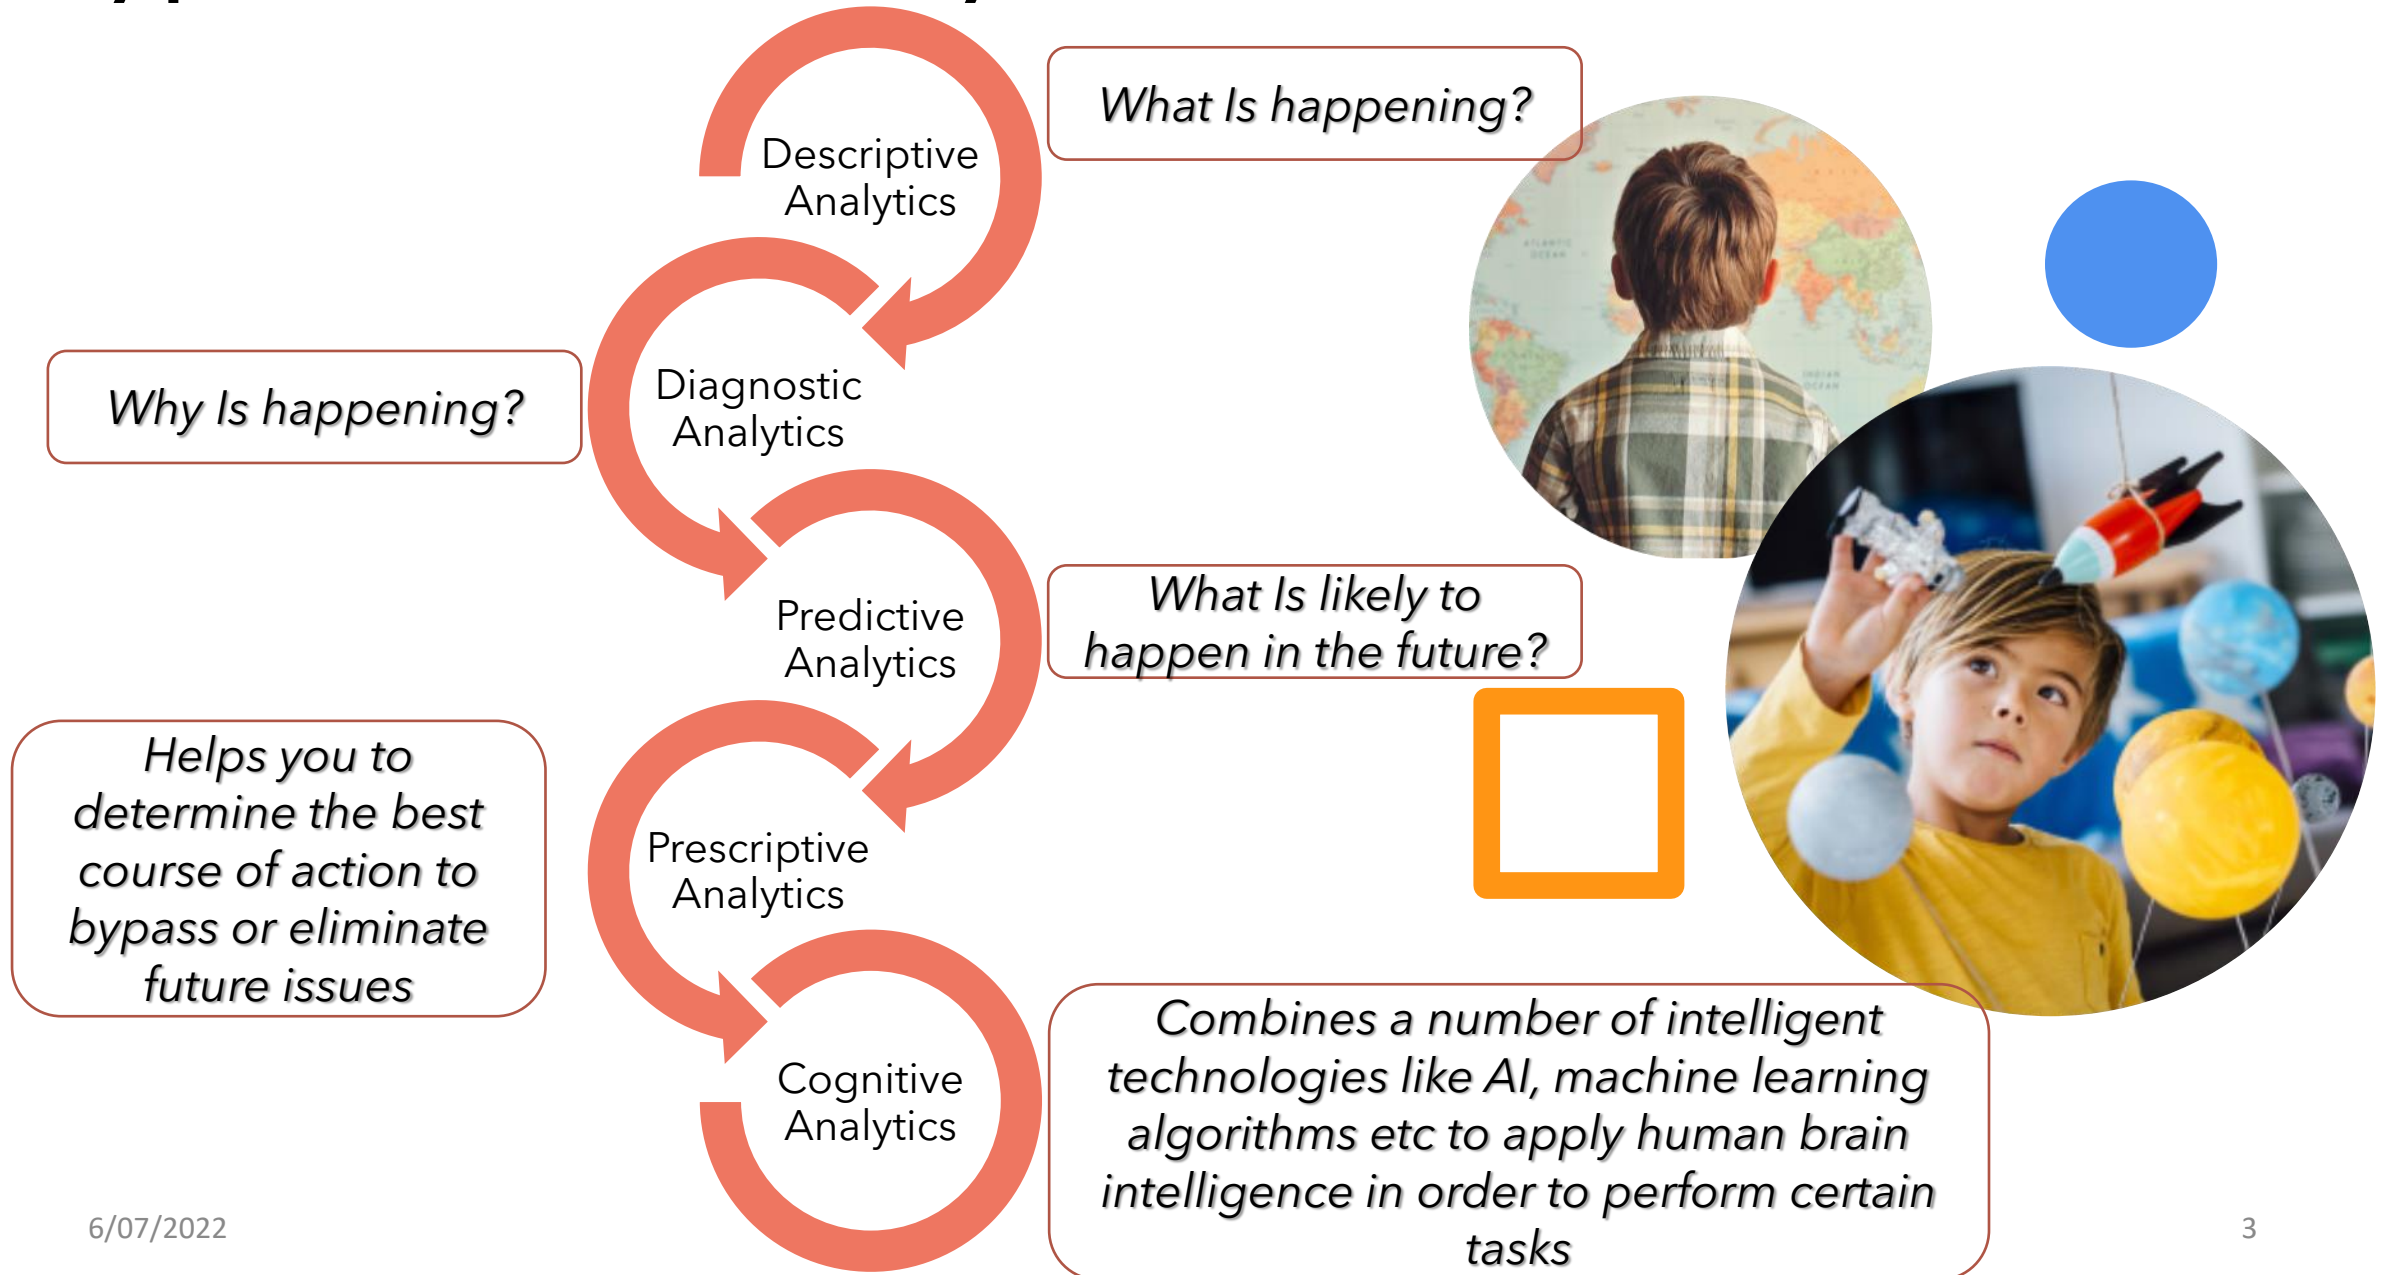 What Is happening?
Descriptive
Analytics
Why Is happening?
Diagnostic
Analytics
What Is likely to
happen in the future?
Predictive
Analytics
Helps you to
determine the best
course of action to
bypass or eliminate
future issues
Prescriptive
Analytics
Cognitive
Analytics
Combines a number of intelligent
technologies like AI, machine learning
algorithms etc to apply human brain
intelligence in order to perform certain
tasks
6/07/2022
3